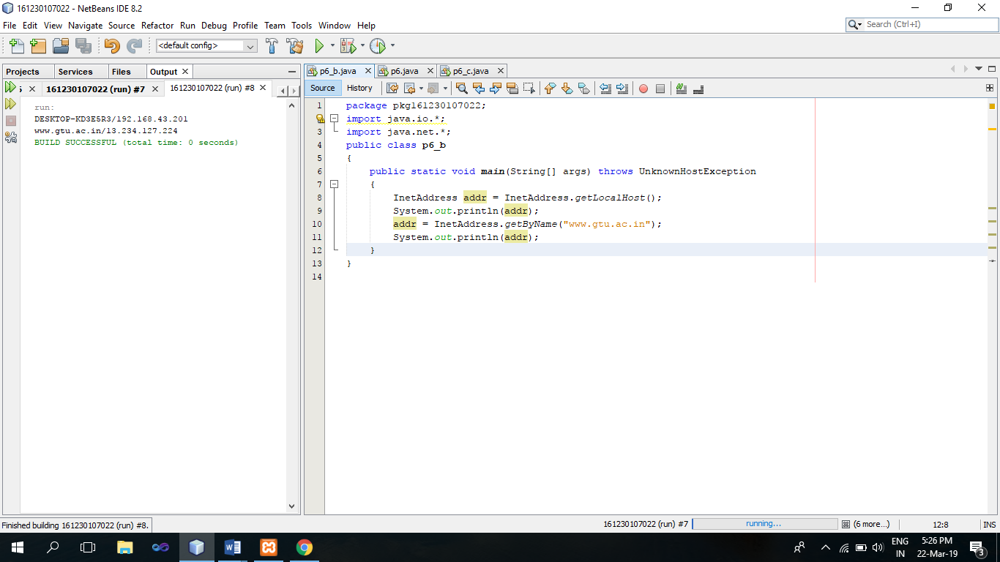 161230107022 - NetBeans IDE 8.2
File Edit View Navigate Source Refactor Run Debug Profile Team Tools Window Help
Search (Ctrl+I)
<default config>
Projects Services Files Output
161230107022 (run) #7 161230107022 (run) #8
run:
DESKTOP-KD3E5R3/192.168.43.201
www.gtu.ac.in/13.234.127.224
BUILD SUCCESSFUL (total time: 0 seconds)
p6_b.java p6.java p6_c.java
Source History
1 package pkg161230107022;
import java.io.*;
3 import java.net.*;
4 public class p6_b
5 {
6 public static void main(String[] args) throws UnknownHostException
7 {
8 InetAddress addr = InetAddress.getLocalHost();
9 System.out.println(addr);
10 addr = InetAddress.getByName("www.gtu.ac.in");
11 System.out.println(addr);
12 }
13 }
14
Finished building 161230107022 (run) #8.
161230107022 (run) #7 running... (6 more...) 12:8 INS
ENG
IN
5:26 PM
22-Mar-19
3